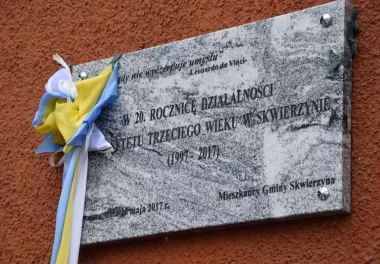 nie wyczerpuje umysłu"
-Leonardo da Vinci-
W 20. ROCZNICĘ DZIAŁALNOŚCI
TETU TRZECIEGO WIEKU W SKWIERZYNIE
(1997 - 2017)
Mieszkańcy Gminy Skwierzyna
maja 2017 r.